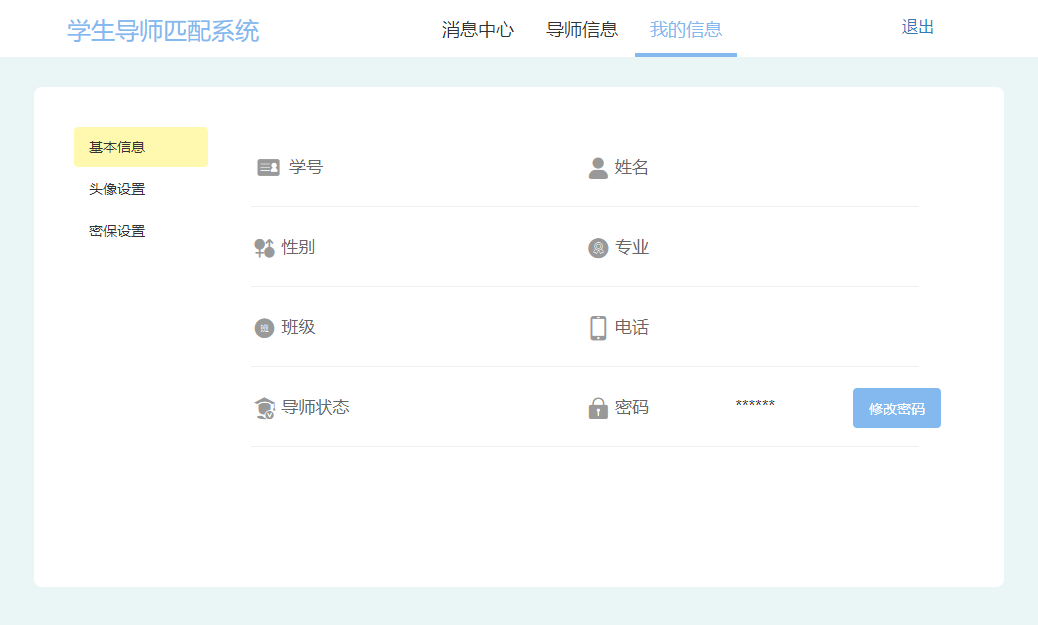 学生导师匹配系统 消息中心 导师信息 我的信息 退出
基本信息
头像设置
密保设置
学号 姓名
性别 专业
班 班级 电话
导师状态 密码 ****** 修改密码